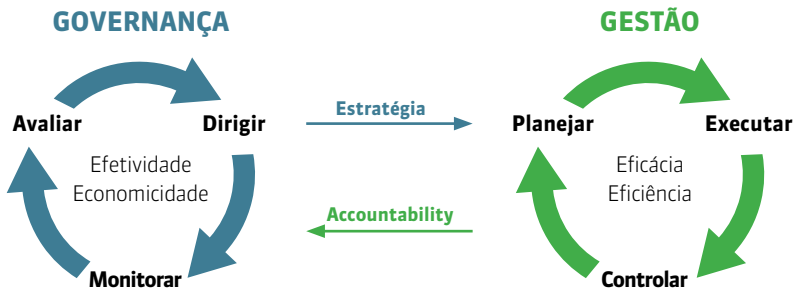 GOVERNANÇA
Avaliar
Dirigir
Efetividade
Economicidade
Monitorar
Estratégia
Accountability
GESTÃO
Planejar
Executar
Eficácia
Eficiência
Controlar